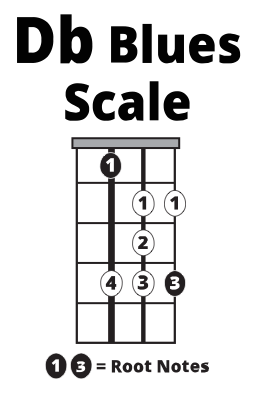 Db Blues
Scale
1
1 1
2
4 3 3
1 3 = Root Notes